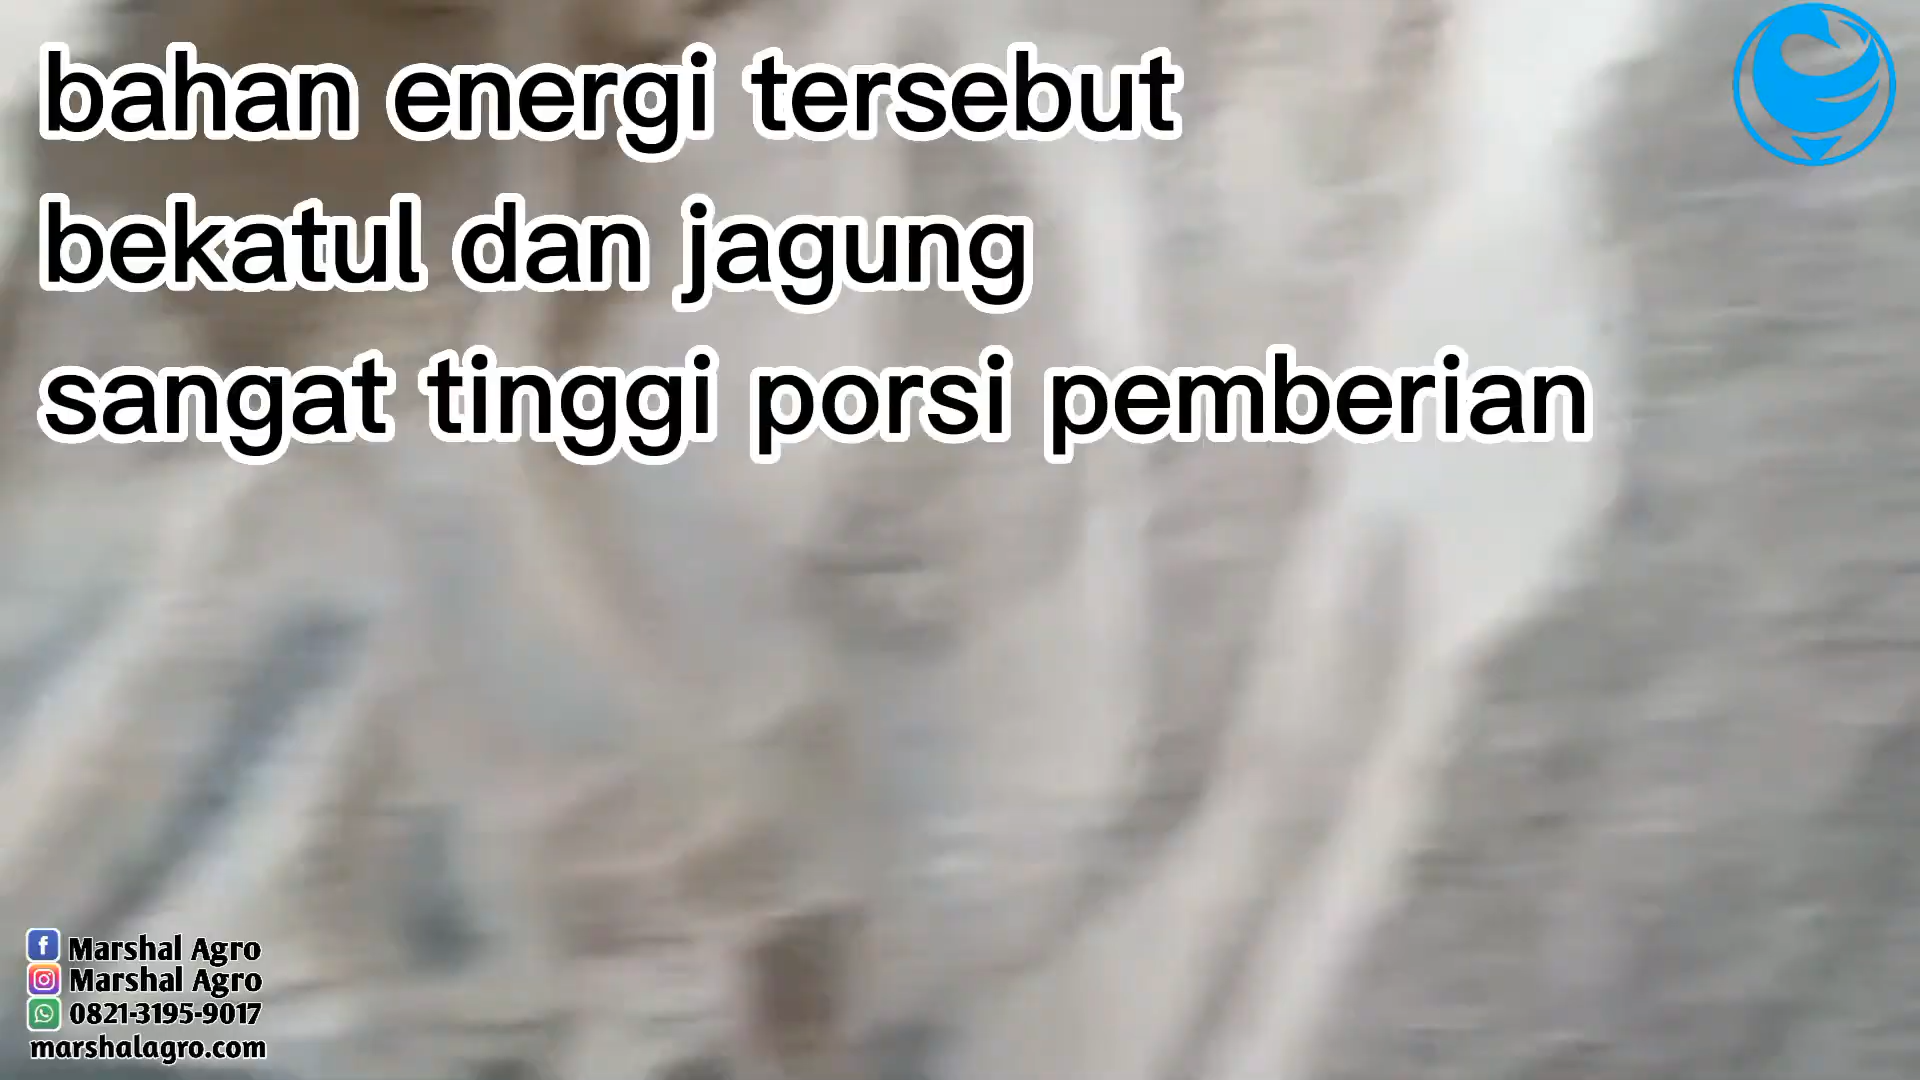 bahan energi tersebut
bekatul dan jagung
sangat tinggi porsi pemberian
Marshal Agro
Marshal Agro
0821-3195-9017
marshalagro.com